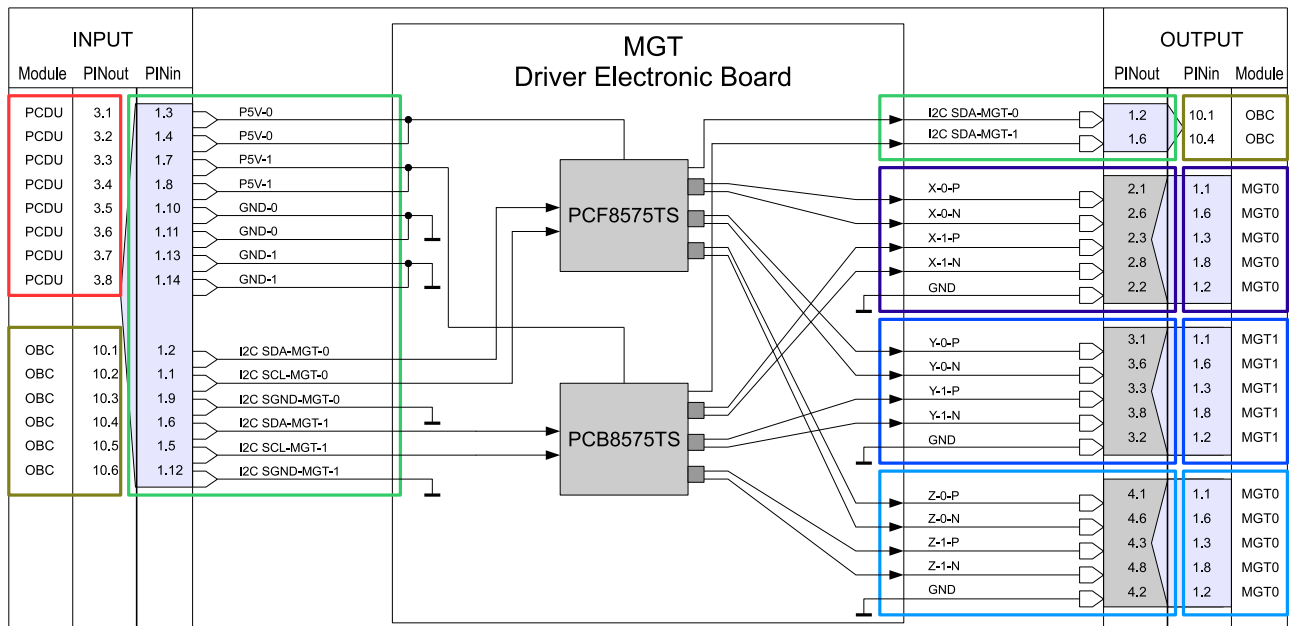 INPUT
Module PINout PINin
PCDU 3.1 1.3 P5V-0
PCDU 3.2 1.4 P5V-0
PCDU 3.3 1.7 P5V-1
PCDU 3.4 1.8 P5V-1
PCDU 3.5 1.10 GND-0
PCDU 3.6 1.11 GND-0
PCDU 3.7 1.13 GND-1
PCDU 3.8 1.14 GND-1
OBC 10.1 1.2 I2C SDA-MGT-0
OBC 10.2 1.1 I2C SCL-MGT-0
OBC 10.3 1.9 I2C SGND-MGT-0
OBC 10.4 1.6 I2C SDA-MGT-1
OBC 10.5 1.5 I2C SCL-MGT-1
OBC 10.6 1.12 I2C SGND-MGT-1
MGT
Driver Electronic Board
PCF8575TS
PCB8575TS
OUTPUT
PINout PINin Module
I2C SDA-MGT-0 1.2 10.1 OBC
I2C SDA-MGT-1 1.6 10.4 OBC
X-0-P 2.1 1.1 MGT0
X-0-N 2.6 1.6 MGT0
X-1-P 2.3 1.3 MGT0
X-1-N 2.8 1.8 MGT0
GND 2.2 1.2 MGT0
Y-0-P 3.1 1.1 MGT1
Y-0-N 3.6 1.6 MGT1
Y-1-P 3.3 1.3 MGT1
Y-1-N 3.8 1.8 MGT1
GND 3.2 1.2 MGT1
Z-0-P 4.1 1.1 MGT0
Z-0-N 4.6 1.6 MGT0
Z-1-P 4.3 1.3 MGT0
Z-1-N 4.8 1.8 MGT0
GND 4.2 1.2 MGT0